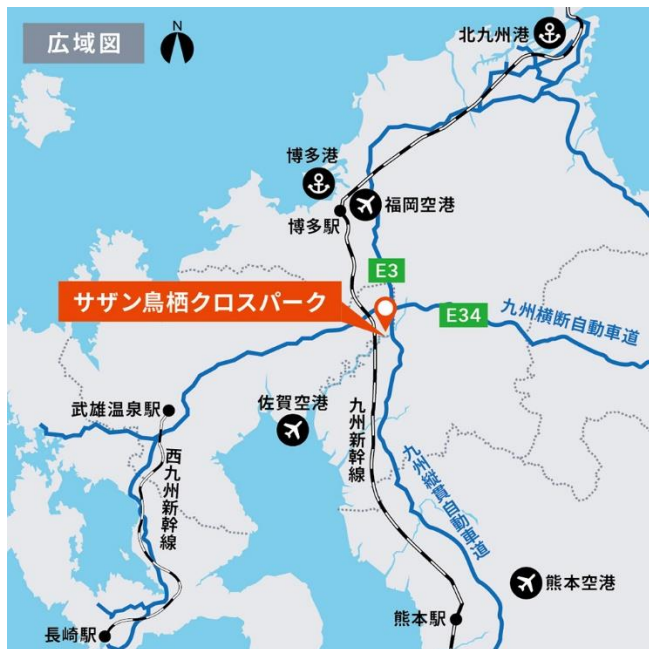 広域図
北九州港
博多港
福岡空港
博多駅
E3
サザン鳥栖クロスパーク
E34
九州横断自動車道
武雄温泉駅
佐賀空港
九州新幹線
西九州新幹線
九州縦貫自動車道
熊本空港
熊本駅
長崎駅